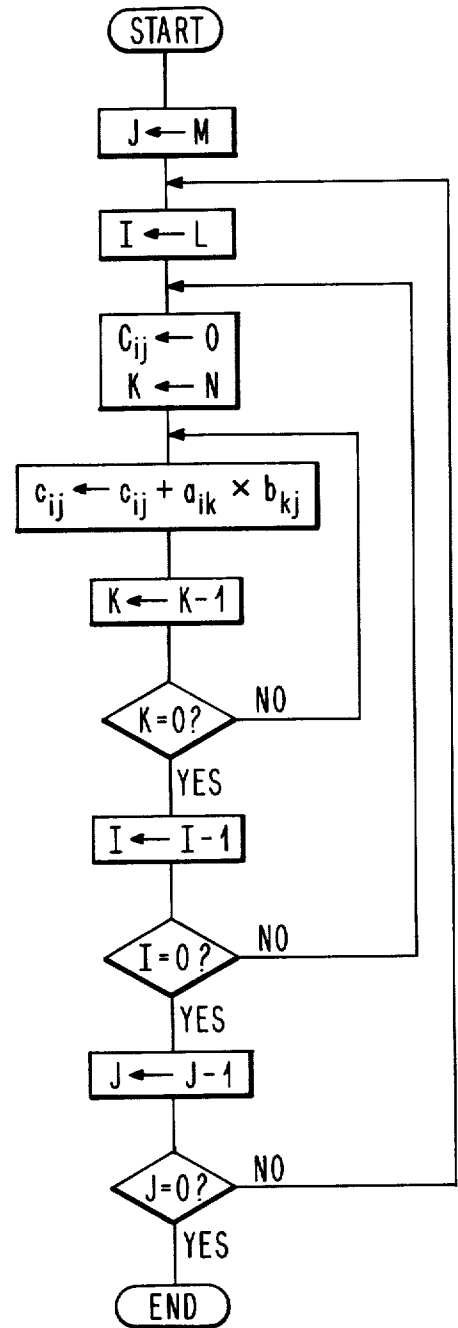 START
J ← M
I ← L
C_ij ← 0
K ← N
c_ij ← c_ij + a_ik × b_kj
K ← K-1
K=0?
NO
YES
I ← I-1
I=0?
NO
YES
J ← J-1
J=0?
NO
YES
END